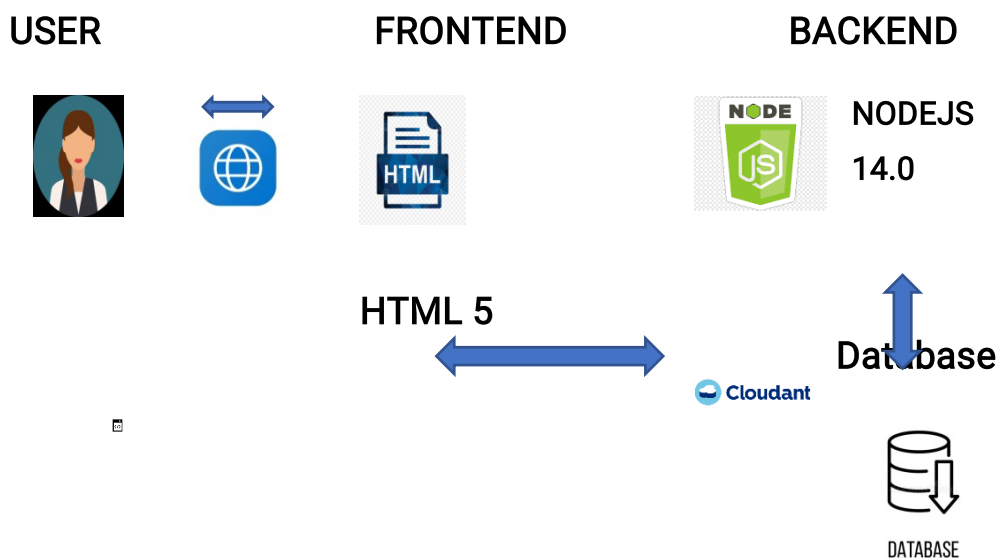 USER
FRONTEND
BACKEND
HTML
NODE
JS
NODEJS
14.0
HTML 5
Database
Cloudant
DATABASE